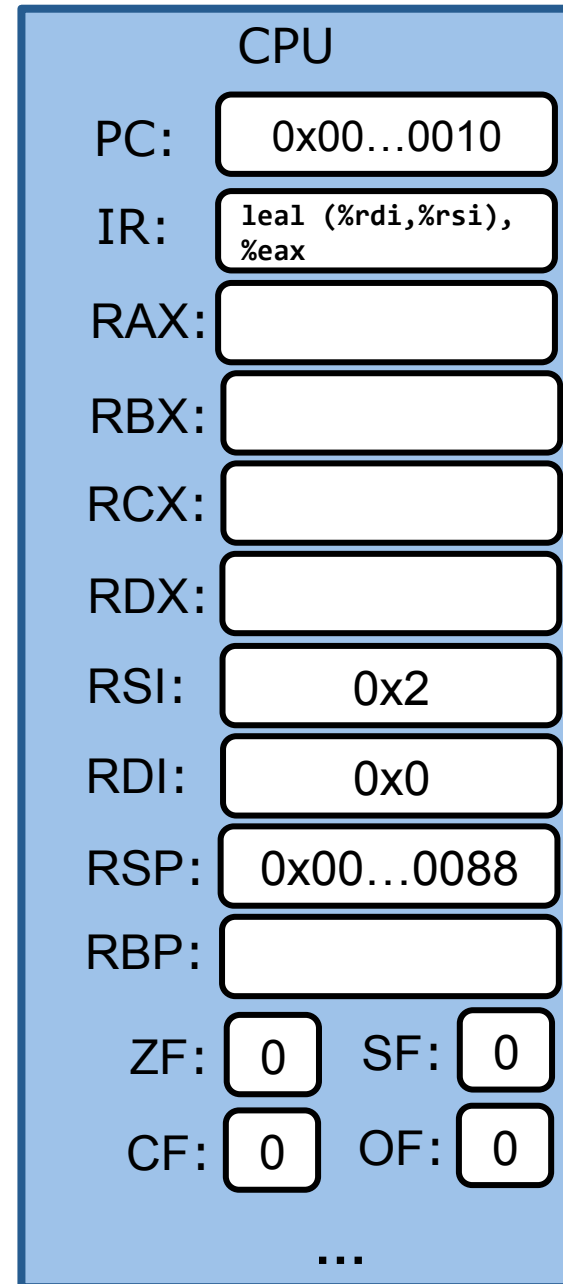 CPU
PC: 0x00...0010
IR: leal (%rdi,%rsi),
%eax
RAX:
RBX:
RCX:
RDX:
RSI: 0x2
RDI: 0x0
RSP: 0x00...0088
RBP:
ZF: 0 SF: 0
CF: 0 OF: 0
...